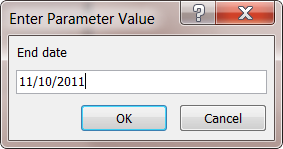 Enter Parameter Value
End date
11/10/2011
OK Cancel